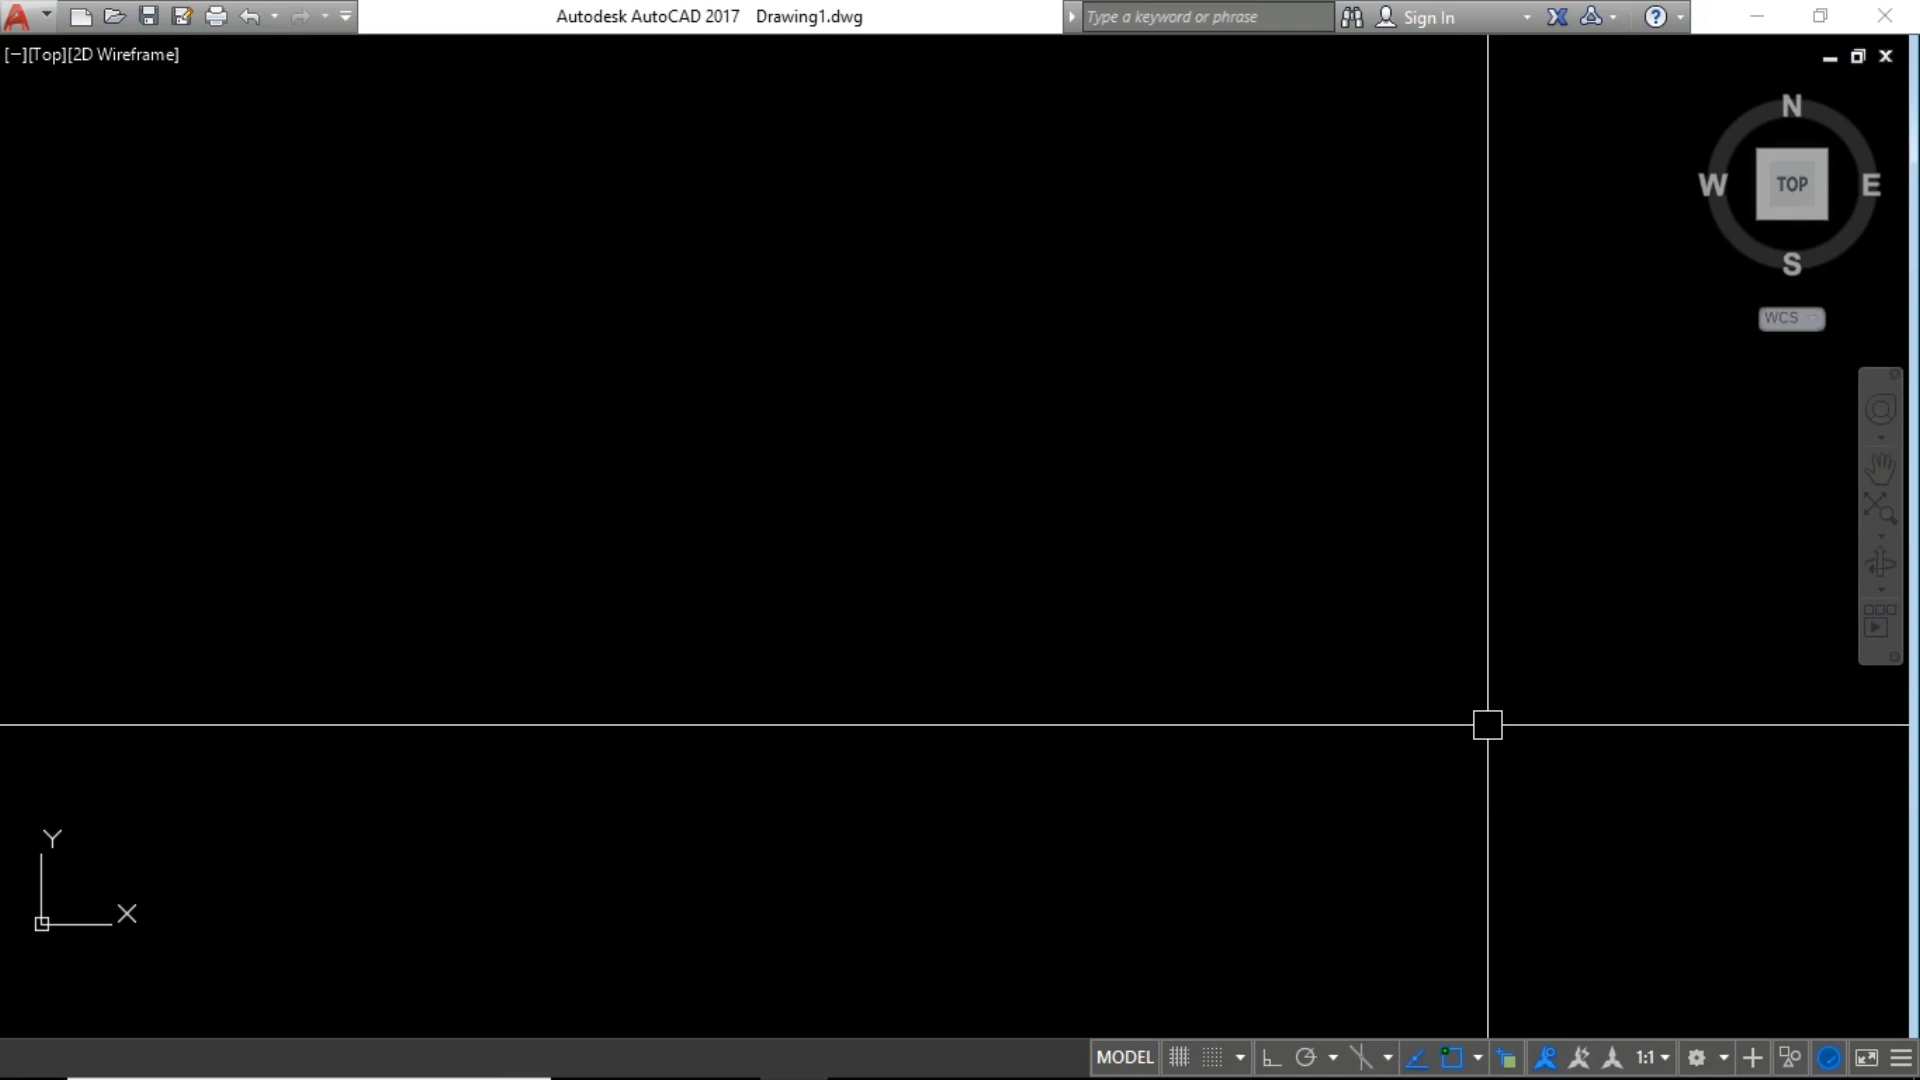 Autodesk AutoCAD 2017 Drawing1.dwg
Type a keyword or phrase
Sign In
[−][Top][2D Wireframe]
N
W TOP E
S
WCS
Y
X
MODEL
1:1